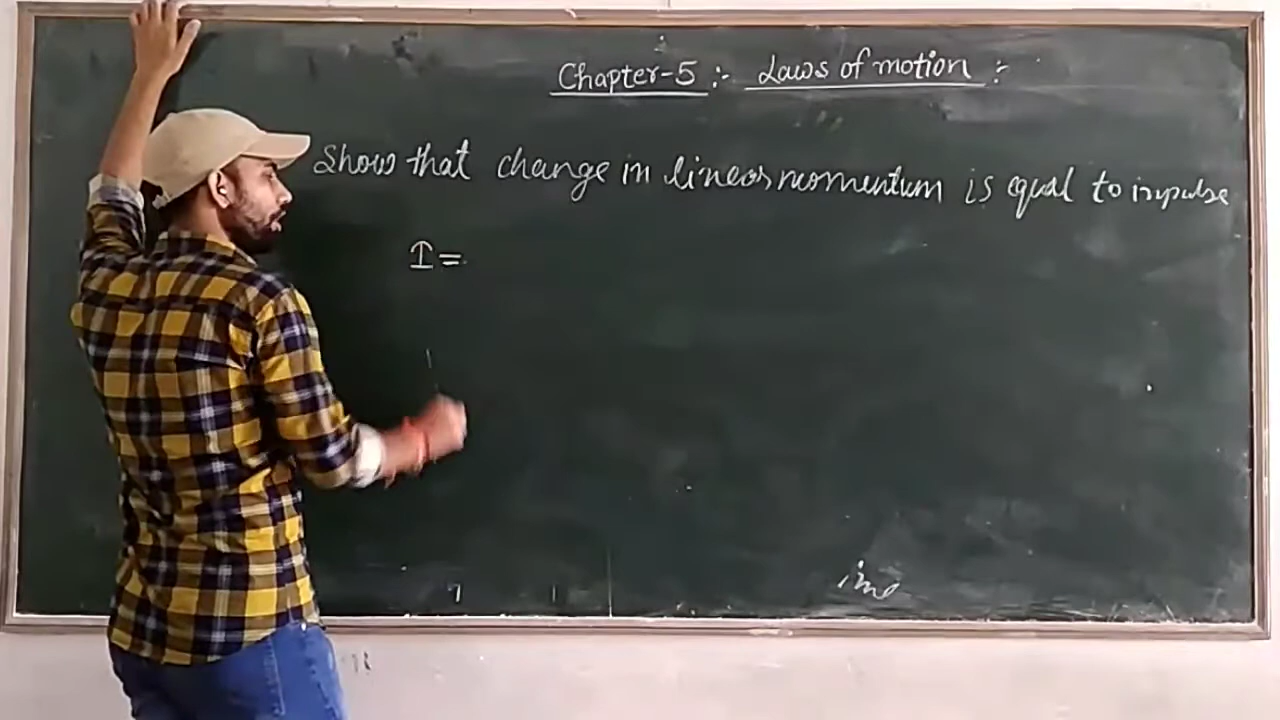 Chapter-5 :- Laws of motion :-
Show that change in linear momentum is equal to impulse
I =